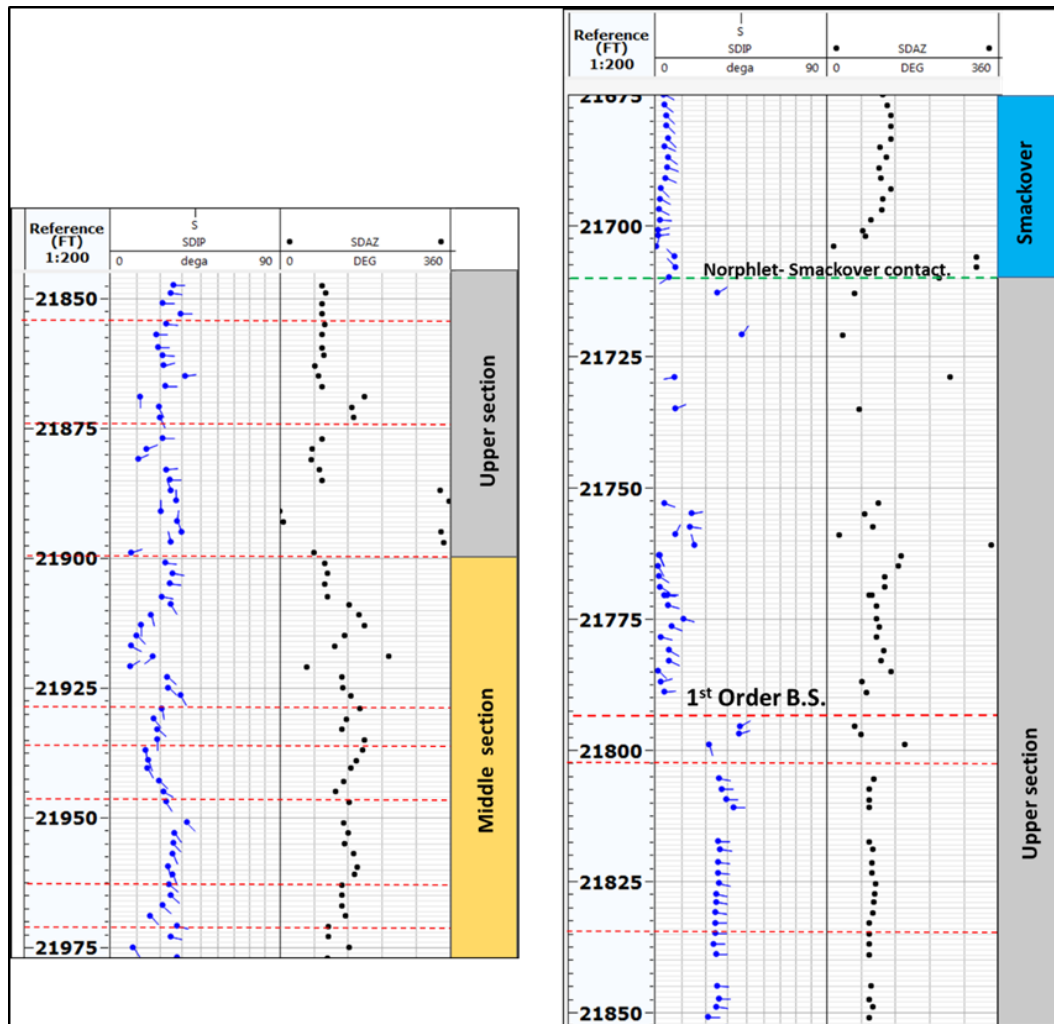 Reference
(FT)
1:200
S
SDIP
0 dega 90
SDAZ
0 DEG 360
21850
21875
21900
21925
21950
21975
Upper section
Middle section
Reference
(FT)
1:200
S
SDIP
0 dega 90
SDAZ
0 DEG 360
21675
21700
21725
21750
21775
21800
21825
21850
Norphlet- Smackover contact.
1st Order B.S.
Smackover
Upper section